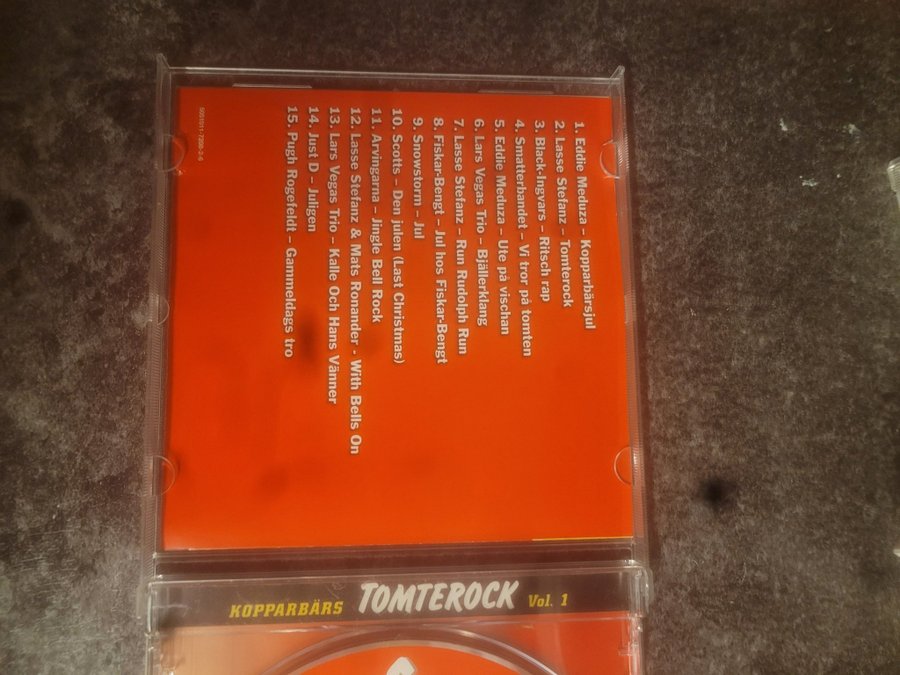 1. Eddie Meduza – Kopparbärsjul
2. Lasse Stefanz – Tomterock
3. Black-Ingvars – Ritsch rap
4. Smatterbandet – Vi tror på tomten
5. Eddie Meduza – Ute på vischan
6. Lars Vegas Trio – Bjällerklang
7. Lasse Stefanz – Run Rudolph Run
8. Fiskar-Bengt – Jul hos Fiskar-Bengt
9. Snowstorm – Jul
10. Scotts – Den julen (Last Christmas)
11. Arvingarna – Jingle Bell Rock
12. Lasse Stefanz & Mats Ronander - With Bells On
13. Lars Vegas Trio – Kalle Och Hans Vänner
14. Just D – Juligen
15. Pugh Rogefeldt – Gammeldags tro
KOPPARBÄRS TOMTEROCK Vol. 1